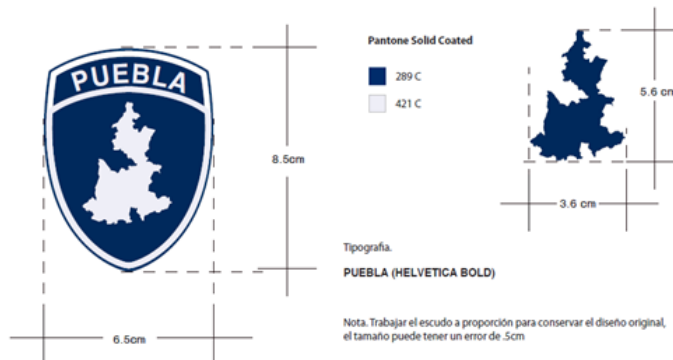 PUEBLA
8.5cm
6.5cm
Pantone Solid Coated
289 C
421 C
5.6 cm
3.6 cm
Tipografia.
PUEBLA (HELVETICA BOLD)
Nota. Trabajar el escudo a proporción para conservar el diseño original,
el tamaño puede tener un error de .5cm